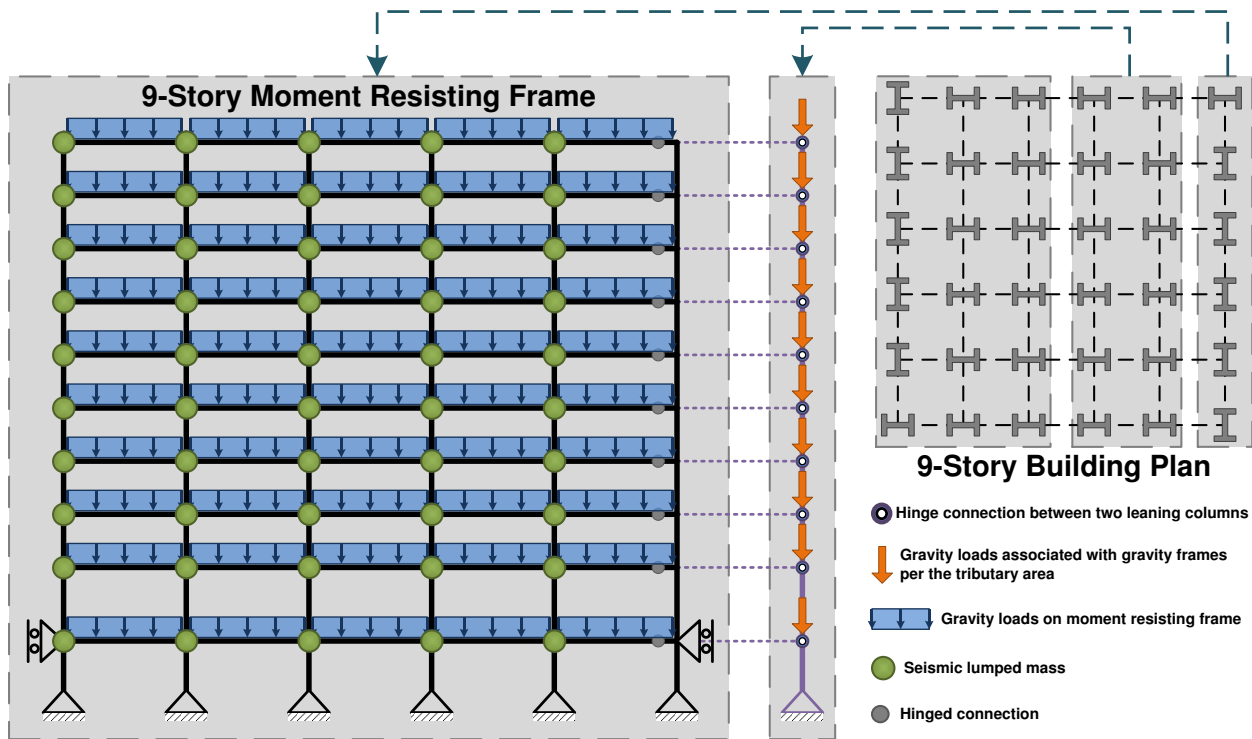 9-Story Moment Resisting Frame
9-Story Building Plan
Hinge connection between two leaning columns
Gravity loads associated with gravity frames
per the tributary area
Gravity loads on moment resisting frame
Seismic lumped mass
Hinged connection